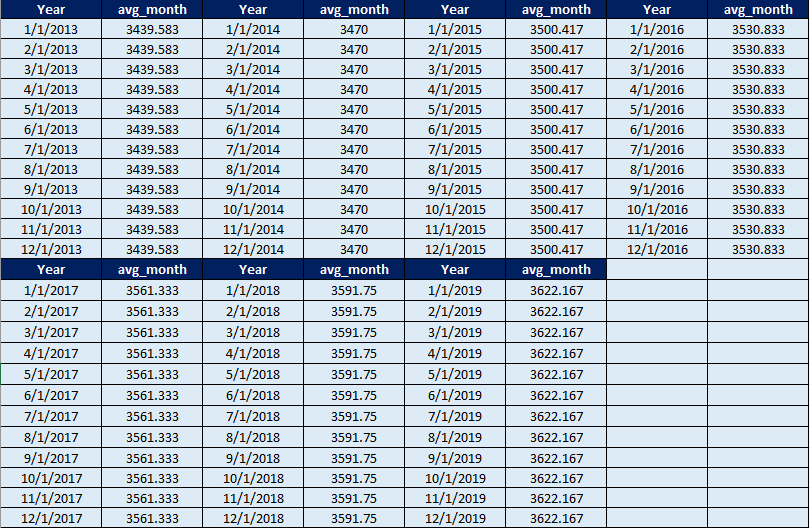 Year avg_month Year avg_month Year avg_month Year avg_month
1/1/2013 3439.583 1/1/2014 3470 1/1/2015 3500.417 1/1/2016 3530.833
2/1/2013 3439.583 2/1/2014 3470 2/1/2015 3500.417 2/1/2016 3530.833
3/1/2013 3439.583 3/1/2014 3470 3/1/2015 3500.417 3/1/2016 3530.833
4/1/2013 3439.583 4/1/2014 3470 4/1/2015 3500.417 4/1/2016 3530.833
5/1/2013 3439.583 5/1/2014 3470 5/1/2015 3500.417 5/1/2016 3530.833
6/1/2013 3439.583 6/1/2014 3470 6/1/2015 3500.417 6/1/2016 3530.833
7/1/2013 3439.583 7/1/2014 3470 7/1/2015 3500.417 7/1/2016 3530.833
8/1/2013 3439.583 8/1/2014 3470 8/1/2015 3500.417 8/1/2016 3530.833
9/1/2013 3439.583 9/1/2014 3470 9/1/2015 3500.417 9/1/2016 3530.833
10/1/2013 3439.583 10/1/2014 3470 10/1/2015 3500.417 10/1/2016 3530.833
11/1/2013 3439.583 11/1/2014 3470 11/1/2015 3500.417 11/1/2016 3530.833
12/1/2013 3439.583 12/1/2014 3470 12/1/2015 3500.417 12/1/2016 3530.833
Year avg_month Year avg_month Year avg_month
1/1/2017 3561.333 1/1/2018 3591.75 1/1/2019 3622.167
2/1/2017 3561.333 2/1/2018 3591.75 2/1/2019 3622.167
3/1/2017 3561.333 3/1/2018 3591.75 3/1/2019 3622.167
4/1/2017 3561.333 4/1/2018 3591.75 4/1/2019 3622.167
5/1/2017 3561.333 5/1/2018 3591.75 5/1/2019 3622.167
6/1/2017 3561.333 6/1/2018 3591.75 6/1/2019 3622.167
7/1/2017 3561.333 7/1/2018 3591.75 7/1/2019 3622.167
8/1/2017 3561.333 8/1/2018 3591.75 8/1/2019 3622.167
9/1/2017 3561.333 9/1/2018 3591.75 9/1/2019 3622.167
10/1/2017 3561.333 10/1/2018 3591.75 10/1/2019 3622.167
11/1/2017 3561.333 11/1/2018 3591.75 11/1/2019 3622.167
12/1/2017 3561.333 12/1/2018 3591.75 12/1/2019 3622.167